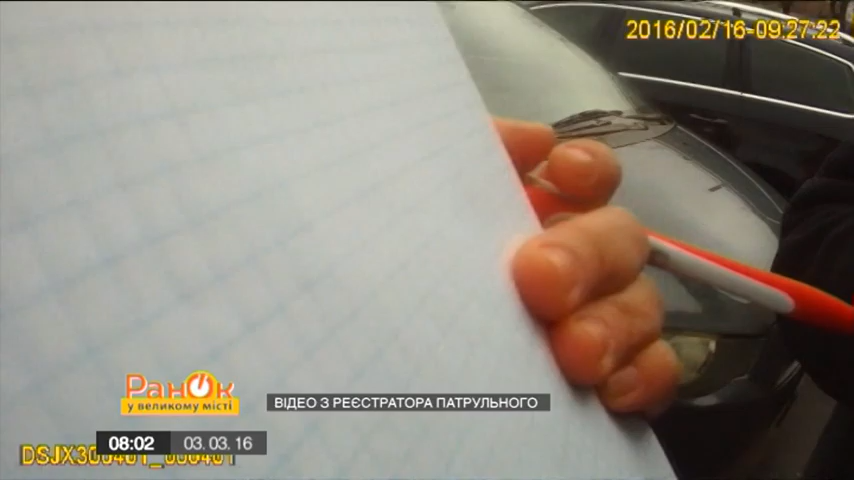 2016/02/16-09:27:22
РанОк
у великому місті
ВІДЕО З РЕЄСТРАТОРА ПАТРУЛЬНОГО
08:02 03.03.16